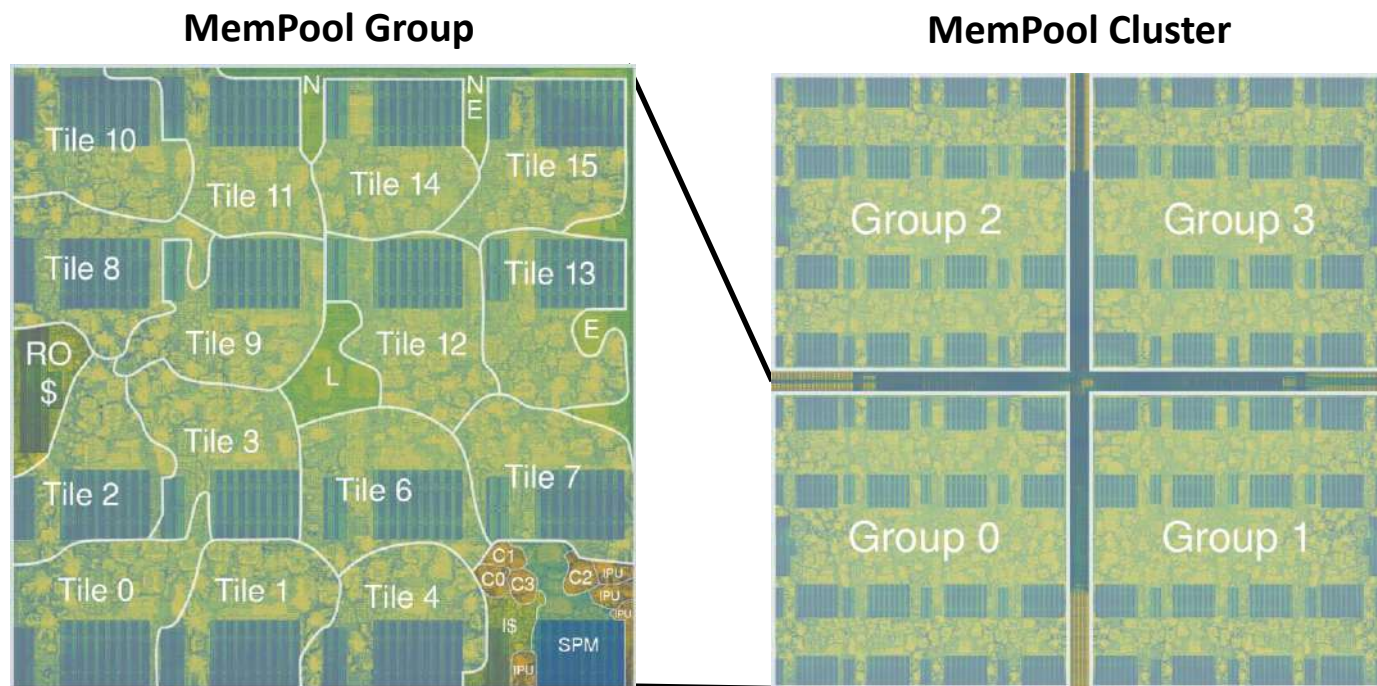 MemPool Group
MemPool Cluster
N
N
E
Tile 10
Tile 11
Tile 14
Tile 15
Tile 8
Tile 13
Tile 9
Tile 12
E
RO
$
L
Tile 3
Tile 2
Tile 6
Tile 7
Tile 0
Tile 1
Tile 4
C1
C0
C3
C2
IPU
IPU
IPU
I$
IPU
SPM
Group 2
Group 3
Group 0
Group 1